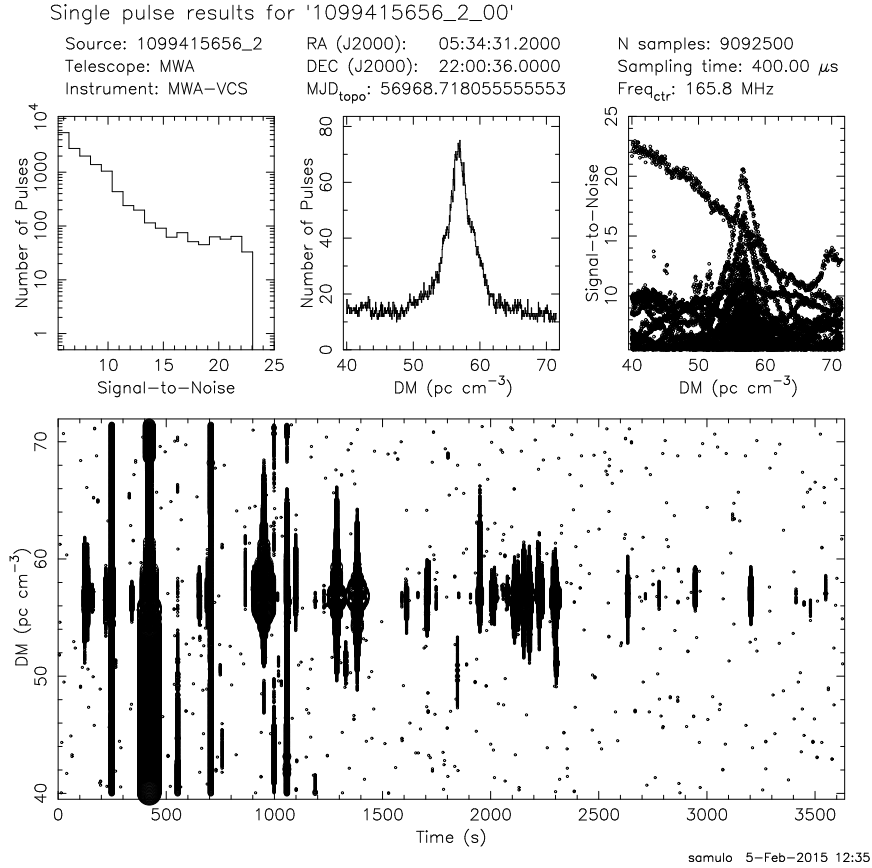 Single pulse results for '1099415656_2_00'
Source: 1099415656_2
RA (J2000): 05:34:31.2000
N samples: 9092500
Telescope: MWA
DEC (J2000): 22:00:36.0000
Sampling time: 400.00 μs
Instrument: MWA-VCS
MJD_topo: 56968.718055555553
Freq_ctr: 165.8 MHz
Number of Pulses
10^4
1000
100
10
1
10 15 20 25
Signal-to-Noise
Number of Pulses
80
60
40
20
0
40 50 60 70
DM (pc cm^-3)
Signal-to-Noise
25
20
15
10
40 50 60 70
DM (pc cm^-3)
DM (pc cm^-3)
70
60
50
40
0 500 1000 1500 2000 2500 3000 3500
Time (s)
samulo 5-Feb-2015 12:35